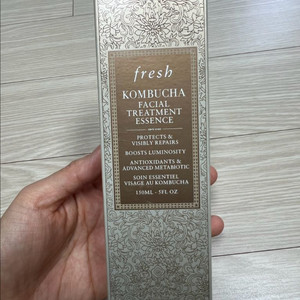 fresh
KOMBUCHA
FACIAL
TREATMENT
ESSENCE
PROTECTS &
VISIBLY REPAIRS
BOOSTS LUMINOSITY
ANTIOXIDANTS &
ADVANCED METABIOTIC
SOIN ESSENTIEL
VISAGE AU KOMBUCHA
150ML - 5FL OZ